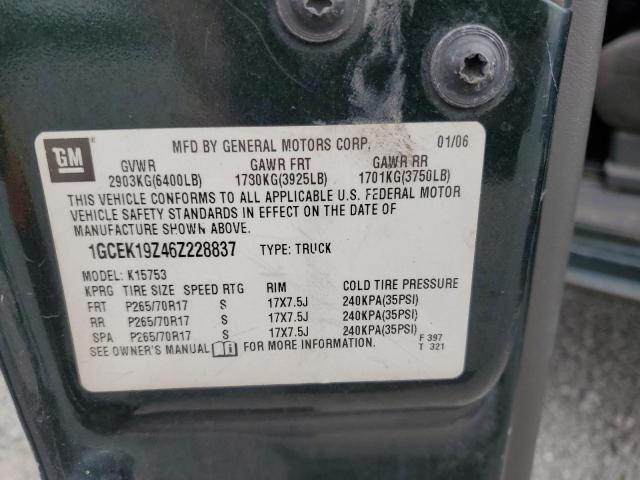 GM
MFD BY GENERAL MOTORS CORP. 01/06
GVWR GAWR FRT GAWR RR
2903KG(6400LB) 1730KG(3925LB) 1701KG(3750LB)
THIS VEHICLE CONFORMS TO ALL APPLICABLE U.S. FEDERAL MOTOR
VEHICLE SAFETY STANDARDS IN EFFECT ON THE DATE OF
MANUFACTURE SHOWN ABOVE.
1GCEK19Z46Z228837 TYPE: TRUCK
MODEL: K15753
KPRG TIRE SIZE SPEED RTG RIM COLD TIRE PRESSURE
FRT P265/70R17 S 17X7.5J 240KPA(35PSI)
RR P265/70R17 S 17X7.5J 240KPA(35PSI)
SPA P265/70R17 S 17X7.5J 240KPA(35PSI)
SEE OWNER'S MANUAL FOR MORE INFORMATION. F 397
T 321